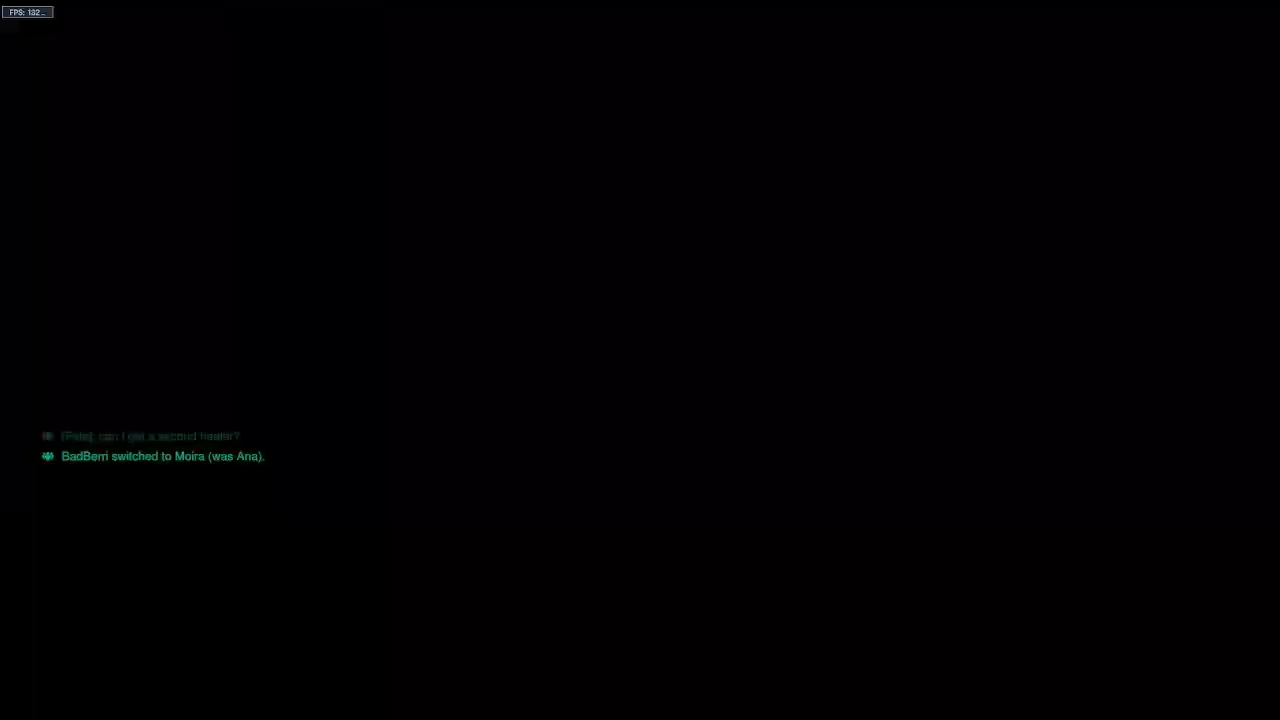 FPS: 132
[Pete]: can I get a second healer?
BadBerri switched to Moira (was Ana).